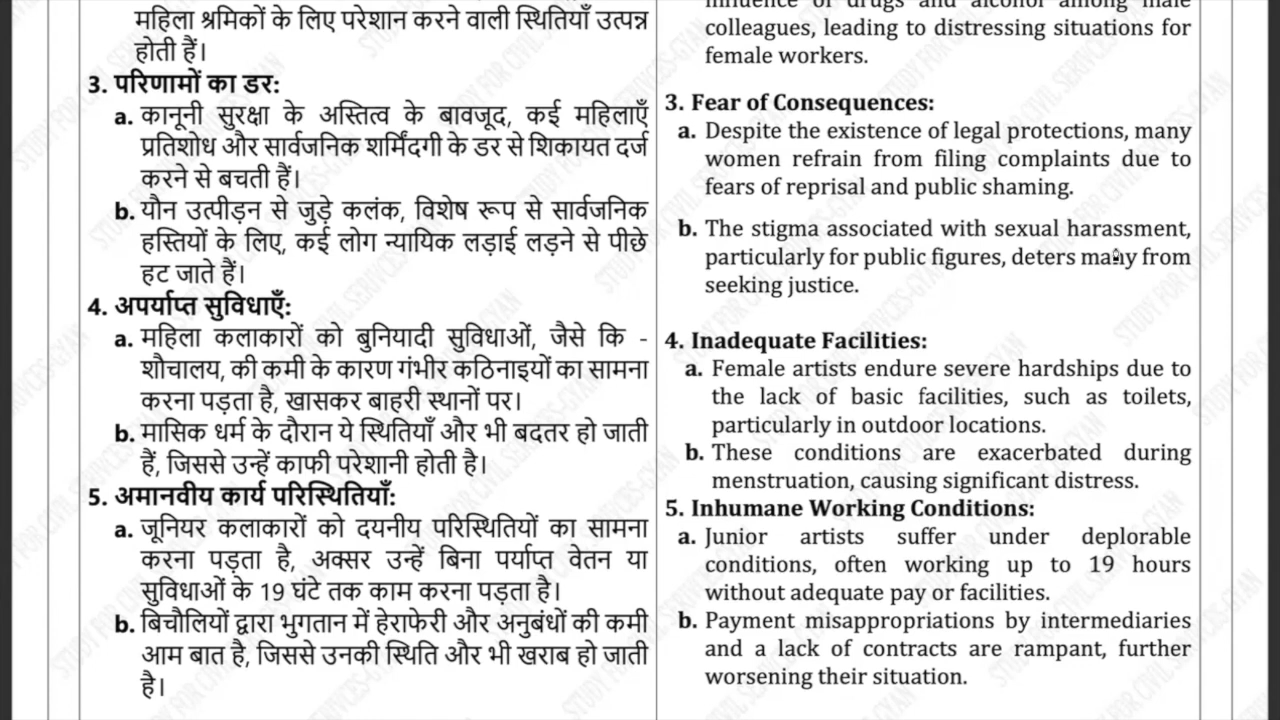 महिला श्रमिकों के लिए परेशान करने वाली स्थितियाँ उत्पन्न
होती हैं।
3. परिणामों का डर:
a. कानूनी सुरक्षा के अस्तित्व के बावजूद, कई महिलाएँ
प्रतिशोध और सार्वजनिक शर्मिंदगी के डर से शिकायत दर्ज
करने से बचती हैं।
b. यौन उत्पीड़न से जुड़े कलंक, विशेष रूप से सार्वजनिक
हस्तियों के लिए, कई लोग न्यायिक लड़ाई लड़ने से पीछे
हट जाते हैं।
4. अपर्याप्त सुविधाएँ:
a. महिला कलाकारों को बुनियादी सुविधाओं, जैसे कि -
शौचालय, की कमी के कारण गंभीर कठिनाइयों का सामना
करना पड़ता है, खासकर बाहरी स्थानों पर।
b. मासिक धर्म के दौरान ये स्थितियाँ और भी बदतर हो जाती
हैं, जिससे उन्हें काफी परेशानी होती है।
5. अमानवीय कार्य परिस्थितियाँ:
a. जूनियर कलाकारों को दयनीय परिस्थितियों का सामना
करना पड़ता है, अक्सर उन्हें बिना पर्याप्त वेतन या
सुविधाओं के 19 घंटे तक काम करना पड़ता है।
b. बिचौलियों द्वारा भुगतान में हेराफेरी और अनुबंधों की कमी
आम बात है, जिससे उनकी स्थिति और भी खराब हो जाती
है।
influence of drugs and alcohol among male
colleagues, leading to distressing situations for
female workers.
3. Fear of Consequences:
a. Despite the existence of legal protections, many
women refrain from filing complaints due to
fears of reprisal and public shaming.
b. The stigma associated with sexual harassment,
particularly for public figures, deters many from
seeking justice.
4. Inadequate Facilities:
a. Female artists endure severe hardships due to
the lack of basic facilities, such as toilets,
particularly in outdoor locations.
b. These conditions are exacerbated during
menstruation, causing significant distress.
5. Inhumane Working Conditions:
a. Junior artists suffer under deplorable
conditions, often working up to 19 hours
without adequate pay or facilities.
b. Payment misappropriations by intermediaries
and a lack of contracts are rampant, further
worsening their situation.